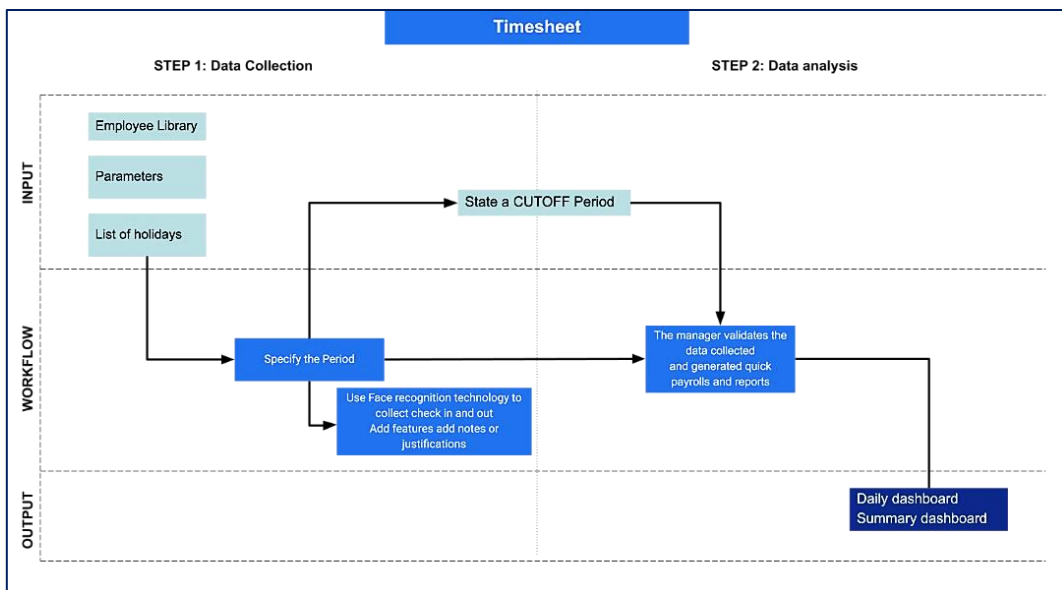 Timesheet
STEP 1: Data Collection
STEP 2: Data analysis
INPUT
Employee Library
Parameters
List of holidays
State a CUTOFF Period
WORKFLOW
Specify the Period
Use Face recognition technology to
collect check in and out
Add features add notes or
justifications
The manager validates the
data collected
and generated quick
payrolls and reports
OUTPUT
Daily dashboard
Summary dashboard